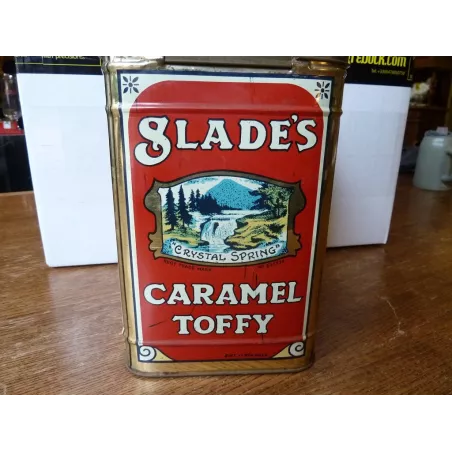 SLADE'S
"CRYSTAL SPRING"
CARAMEL
TOFFY